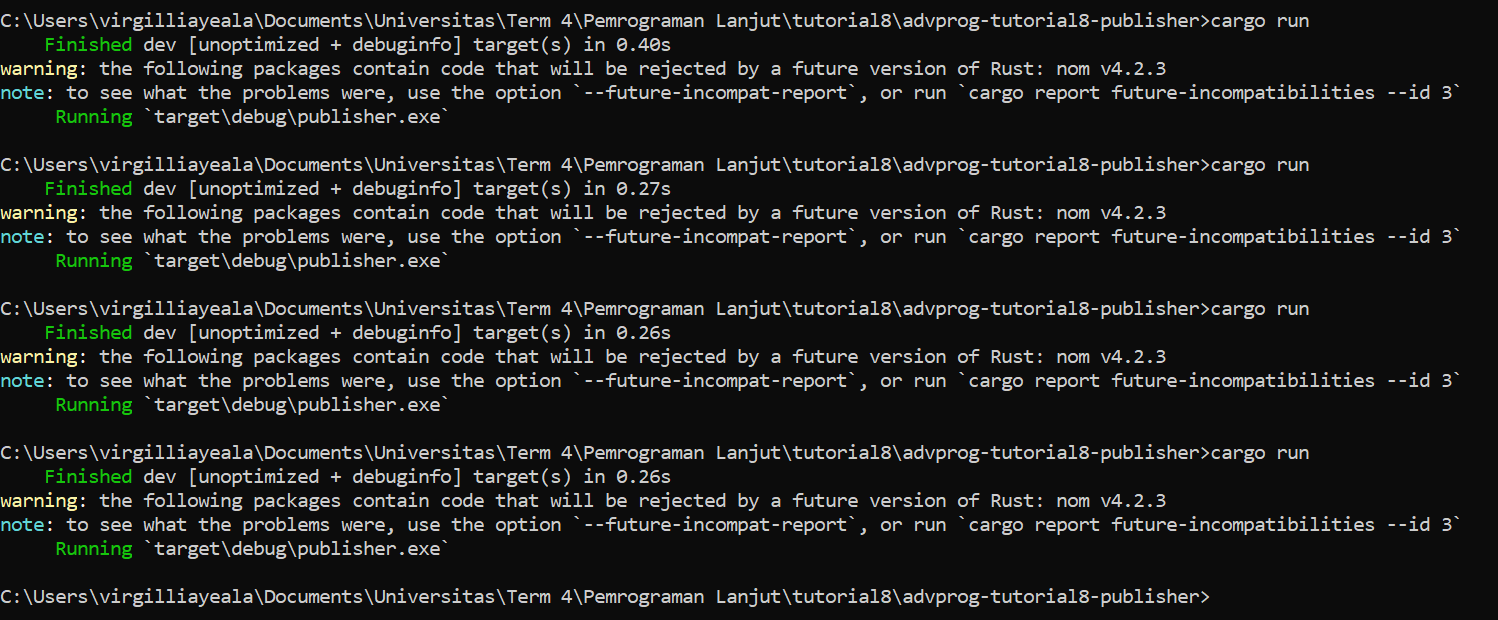 C:\Users\virgilliayeala\Documents\Universitas\Term 4\Pemrograman Lanjut\tutorial8\advprog-tutorial8-publisher>cargo run
    Finished dev [unoptimized + debuginfo] target(s) in 0.40s
warning: the following packages contain code that will be rejected by a future version of Rust: nom v4.2.3
note: to see what the problems were, use the option `--future-incompat-report`, or run `cargo report future-incompatibilities --id 3`
     Running `target\debug\publisher.exe`

C:\Users\virgilliayeala\Documents\Universitas\Term 4\Pemrograman Lanjut\tutorial8\advprog-tutorial8-publisher>cargo run
    Finished dev [unoptimized + debuginfo] target(s) in 0.27s
warning: the following packages contain code that will be rejected by a future version of Rust: nom v4.2.3
note: to see what the problems were, use the option `--future-incompat-report`, or run `cargo report future-incompatibilities --id 3`
     Running `target\debug\publisher.exe`

C:\Users\virgilliayeala\Documents\Universitas\Term 4\Pemrograman Lanjut\tutorial8\advprog-tutorial8-publisher>cargo run
    Finished dev [unoptimized + debuginfo] target(s) in 0.26s
warning: the following packages contain code that will be rejected by a future version of Rust: nom v4.2.3
note: to see what the problems were, use the option `--future-incompat-report`, or run `cargo report future-incompatibilities --id 3`
     Running `target\debug\publisher.exe`

C:\Users\virgilliayeala\Documents\Universitas\Term 4\Pemrograman Lanjut\tutorial8\advprog-tutorial8-publisher>cargo run
    Finished dev [unoptimized + debuginfo] target(s) in 0.26s
warning: the following packages contain code that will be rejected by a future version of Rust: nom v4.2.3
note: to see what the problems were, use the option `--future-incompat-report`, or run `cargo report future-incompatibilities --id 3`
     Running `target\debug\publisher.exe`

C:\Users\virgilliayeala\Documents\Universitas\Term 4\Pemrograman Lanjut\tutorial8\advprog-tutorial8-publisher>